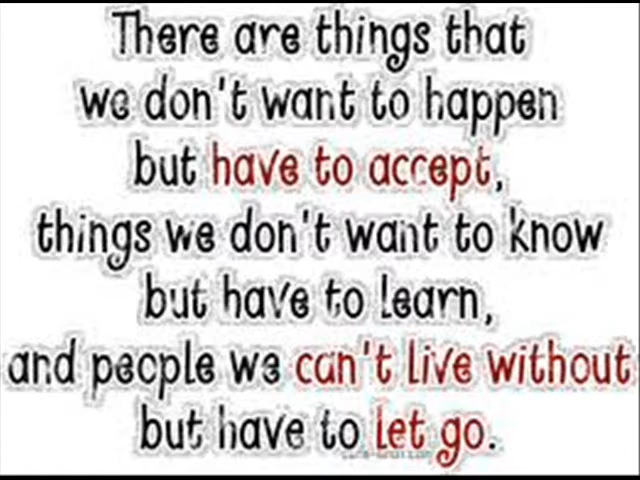 There are things that
we don't want to happen
but have to accept,
things we don't want to know
but have to learn,
and people we can't live without
but have to let go.